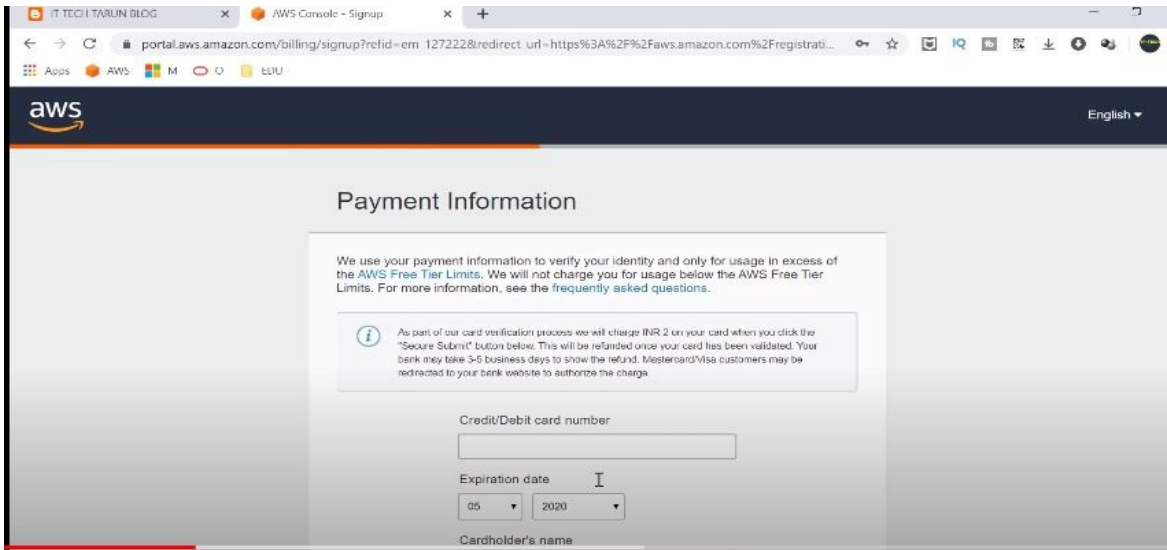 IT TECH TARUN BLOG
AWS Console - Signup
portal.aws.amazon.com/billing/signup?refid=em_127222&redirect_url=https%3A%2F%2Faws.amazon.com%2Fregistrati...
Apps AWS M O EDU
aws
English
Payment Information
We use your payment information to verify your identity and only for usage in excess of
the AWS Free Tier Limits. We will not charge you for usage below the AWS Free Tier
Limits. For more information, see the frequently asked questions.
As part of our card verification process we will charge INR 2 on your card when you click the
"Secure Submit" button below. This will be refunded once your card has been validated. Your
bank may take 3-5 business days to show the refund. Mastercard/Visa customers may be
redirected to your bank website to authorize the charge.
Credit/Debit card number
Expiration date
05 2020
Cardholder's name